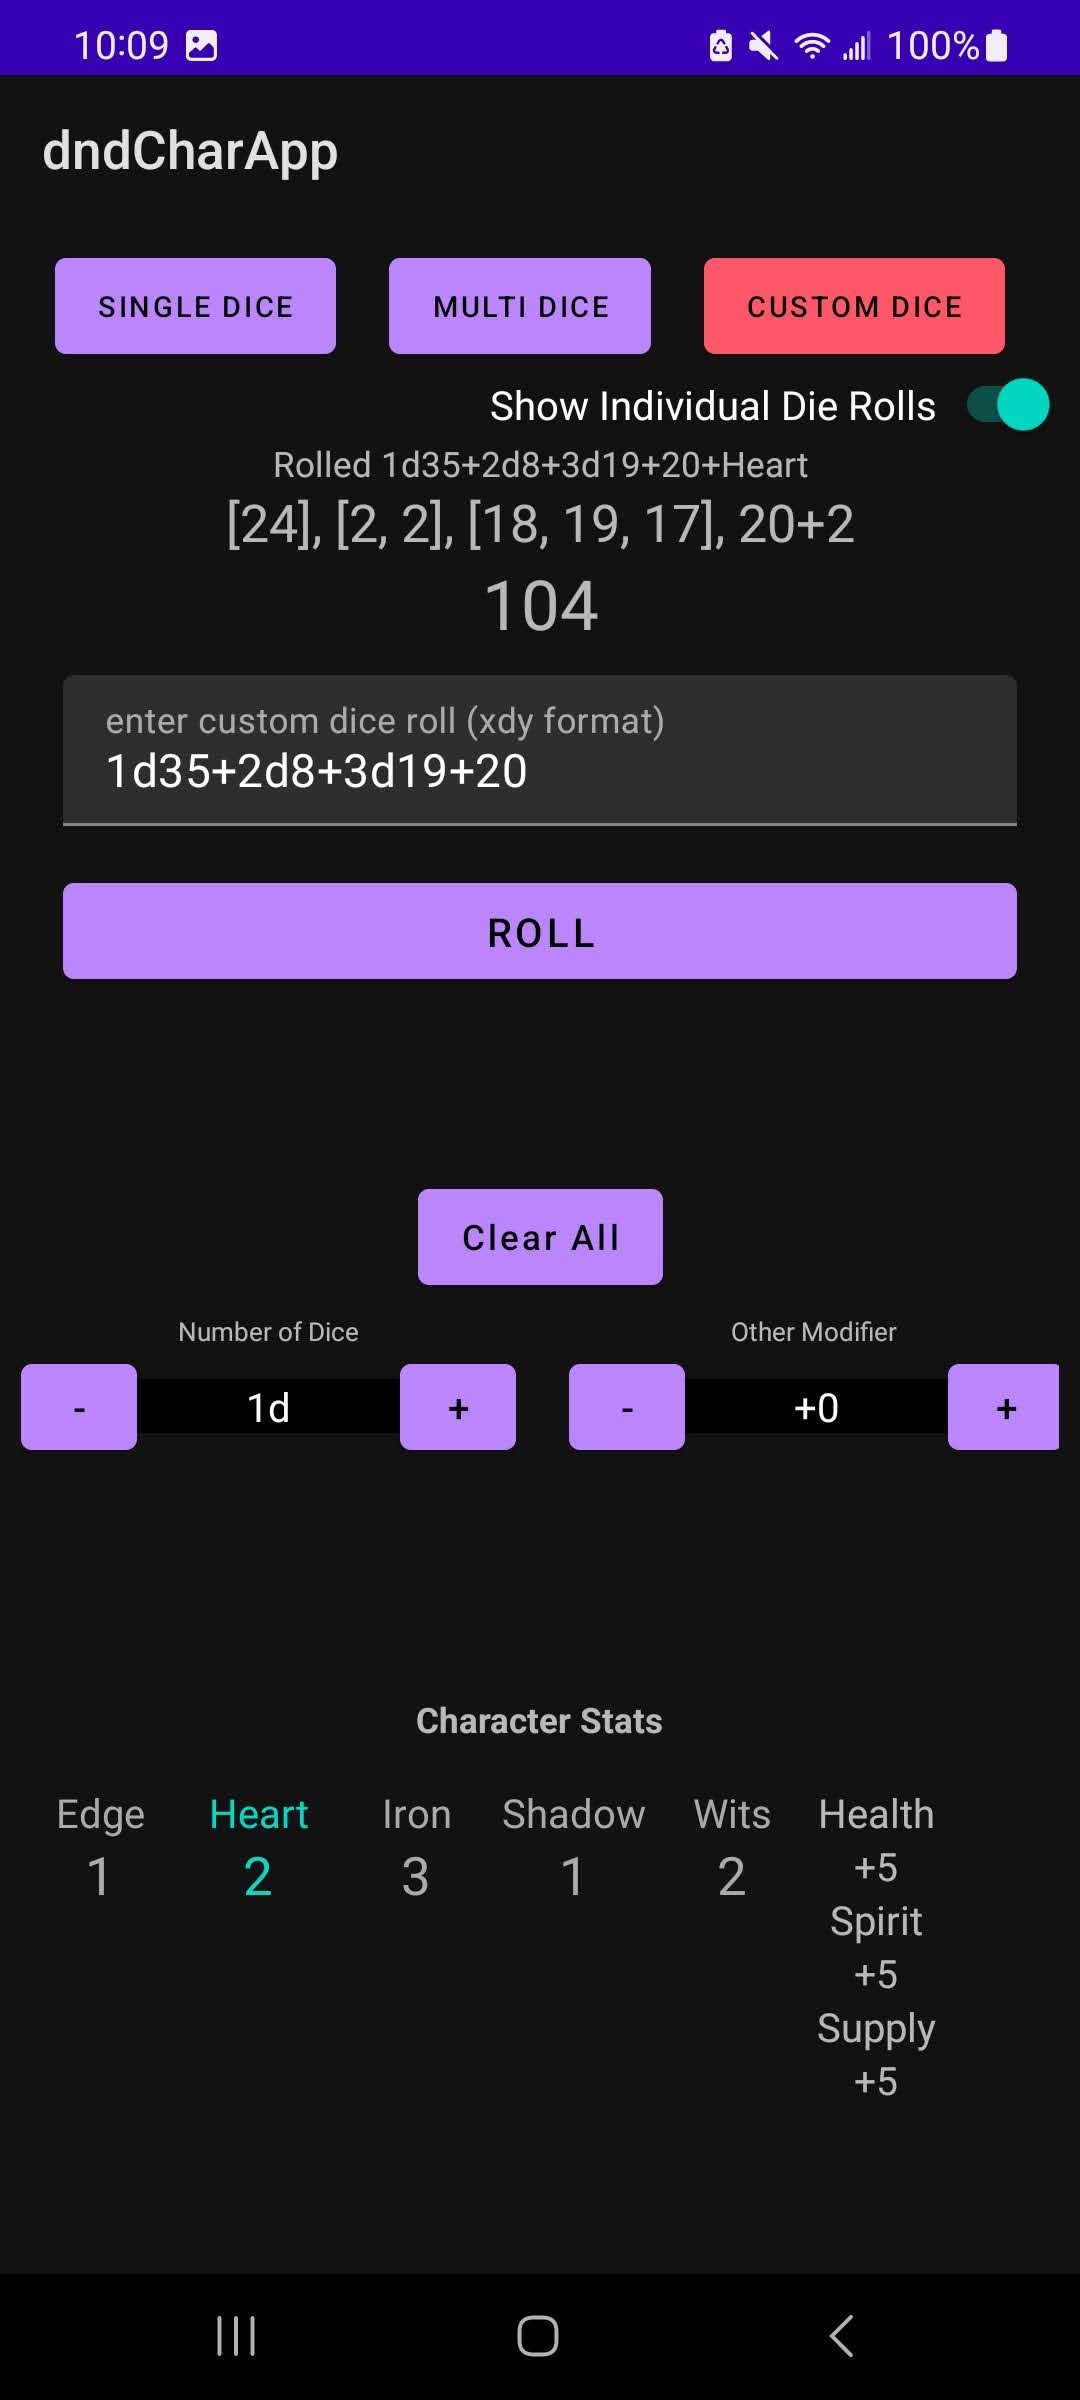 10:09 100%
dndCharApp
SINGLE DICE MULTI DICE CUSTOM DICE
Show Individual Die Rolls
Rolled 1d35+2d8+3d19+20+Heart
[24], [2, 2], [18, 19, 17], 20+2
104
enter custom dice roll (xdy format)
1d35+2d8+3d19+20
ROLL
Clear All
Number of Dice Other Modifier
- 1d + - +0 +
Character Stats
Edge Heart Iron Shadow Wits Health
1 2 3 1 2 +5
Spirit
+5
Supply
+5